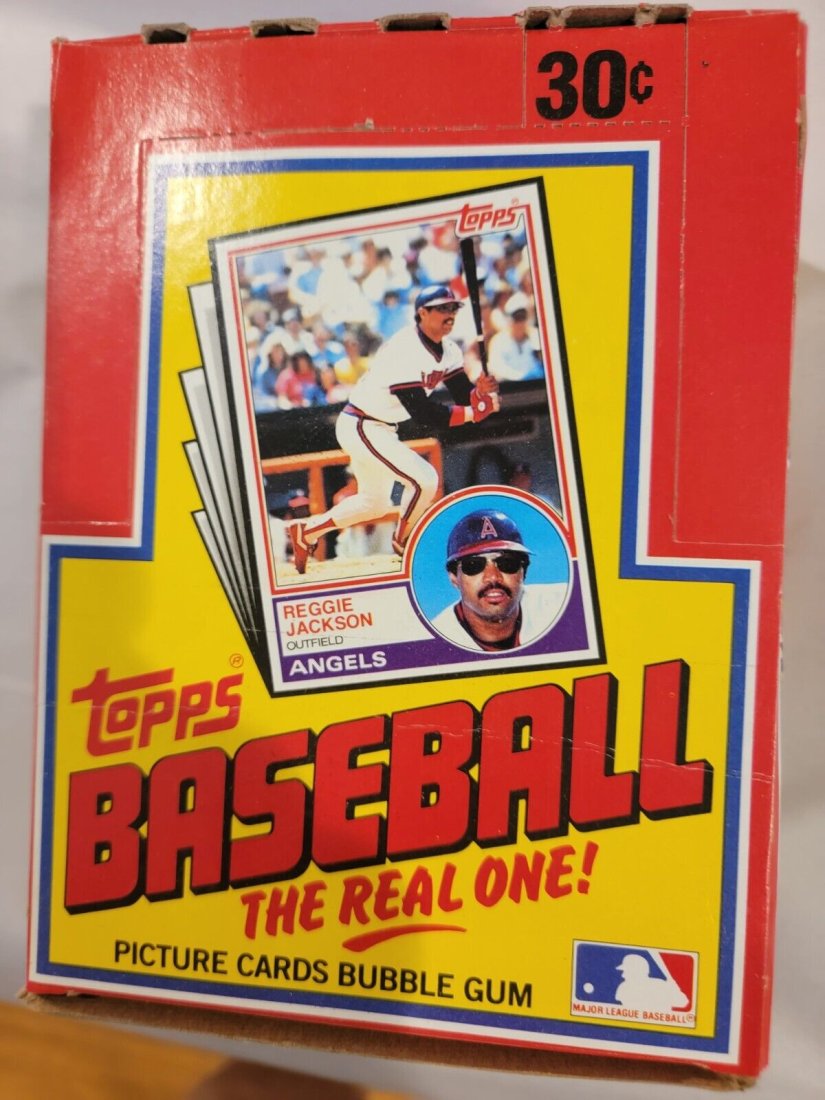 30¢
topps®
REGGIE
JACKSON
OUTFIELD
ANGELS
A
topps®
BASEBALL
THE REAL ONE!
PICTURE CARDS BUBBLE GUM
MAJOR LEAGUE BASEBALL®